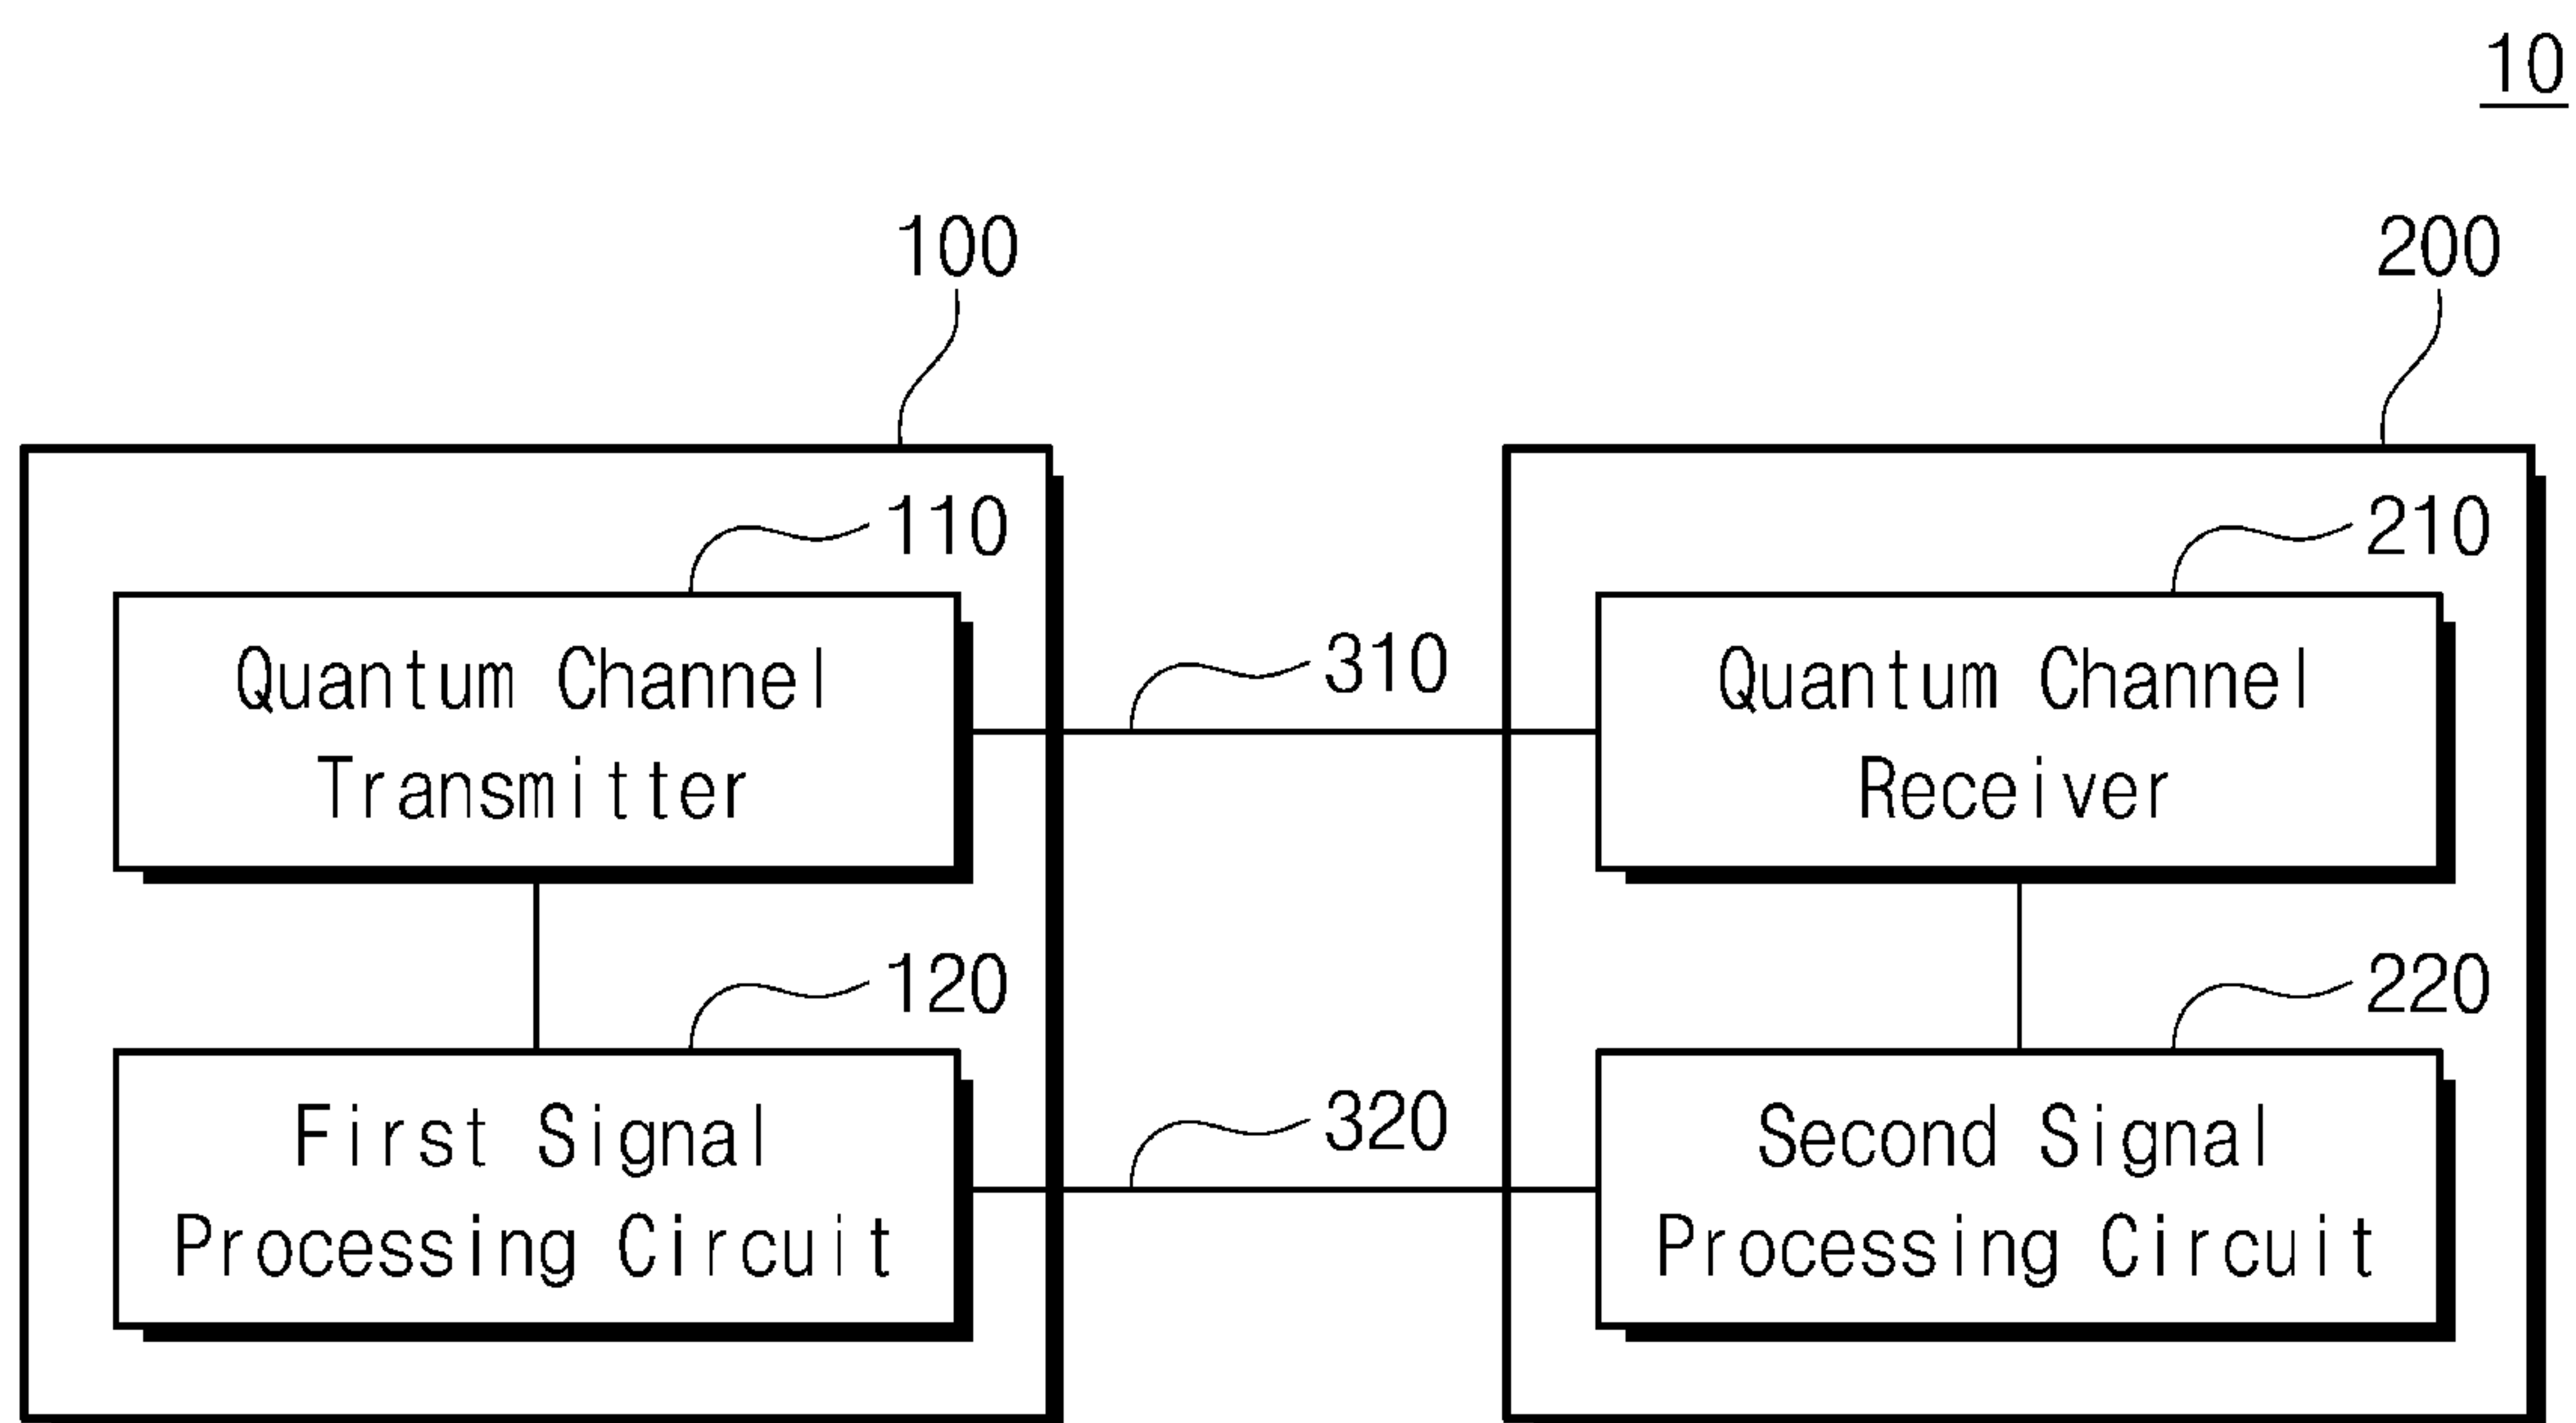 10
100
200
110
210
Quantum Channel
Transmitter
310
Quantum Channel
Receiver
120
220
First Signal
Processing Circuit
320
Second Signal
Processing Circuit